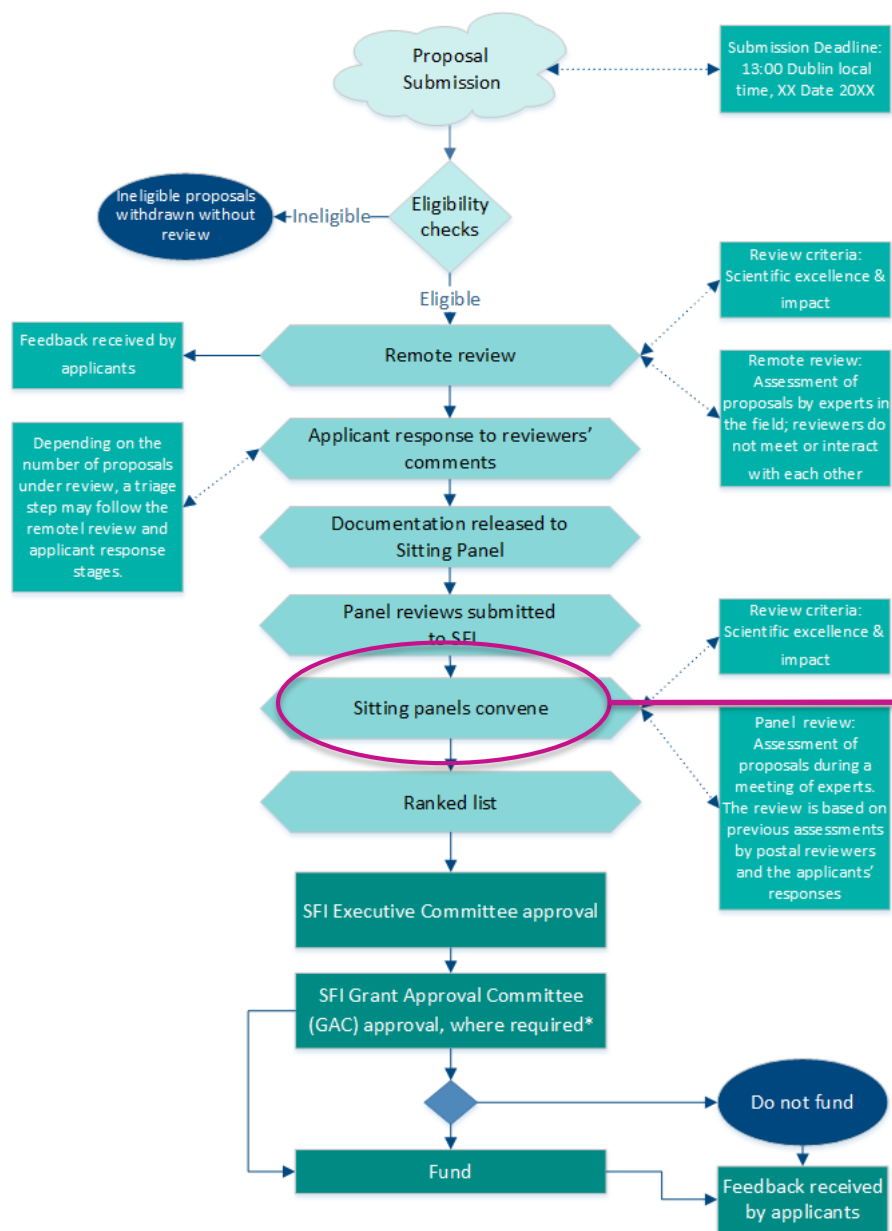 Proposal
Submission
Submission Deadline:
13:00 Dublin local
time, XX Date 20XX
Ineligible proposals
withdrawn without
review
Ineligible
Eligibility
checks
Eligible
Review criteria:
Scientific excellence &
impact
Feedback received by
applicants
Remote review
Remote review:
Assessment of
proposals by experts in
the field; reviewers do
not meet or interact
with each other
Depending on the
number of proposals
under review, a triage
step may follow the
remotel review and
applicant response
stages.
Applicant response to reviewers’
comments
Documentation released to
Sitting Panel
Panel reviews submitted
to SFI
Review criteria:
Scientific excellence &
impact
Sitting panels convene
Panel review:
Assessment of
proposals during a
meeting of experts.
The review is based on
previous assessments
by postal reviewers
and the applicants’
responses
Ranked list
SFI Executive Committee approval
SFI Grant Approval Committee
(GAC) approval, where required*
Do not fund
Fund
Feedback received
by applicants